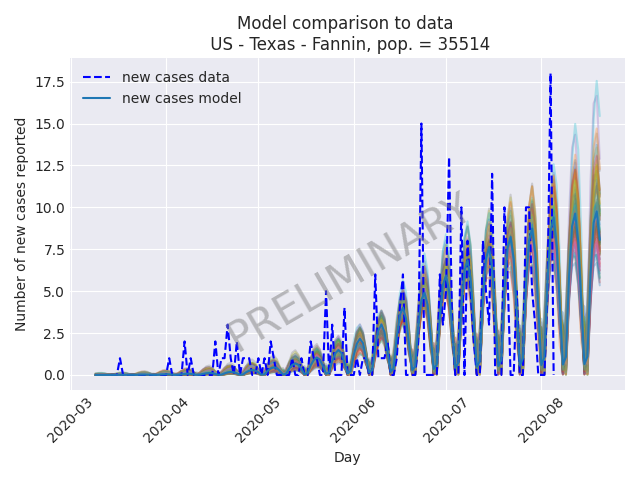 Model comparison to data
US - Texas - Fannin, pop. = 35514
new cases data
new cases model
Number of new cases reported
17.5
15.0
12.5
10.0
7.5
5.0
2.5
0.0
PRELIMINARY
2020-03
2020-04
2020-05
2020-06
2020-07
2020-08
Day